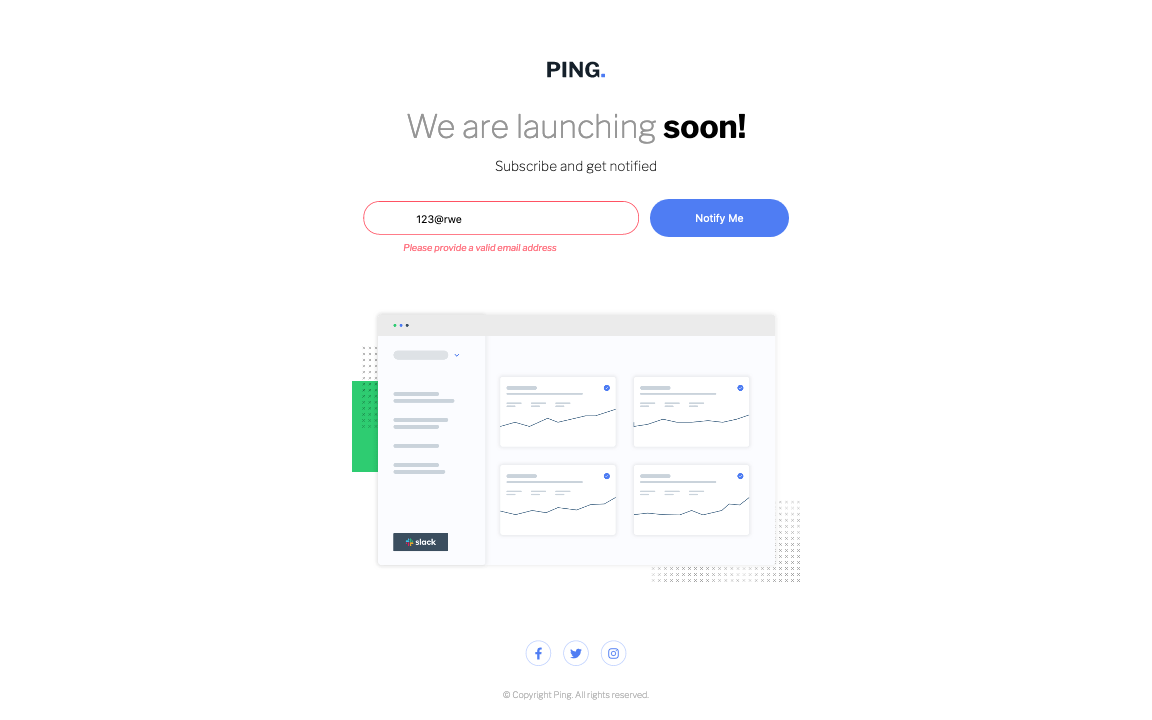 PING.
We are launching soon!
Subscribe and get notified
123@rwe
Notify Me
Please provide a valid email address
slack
© Copyright Ping. All rights reserved.